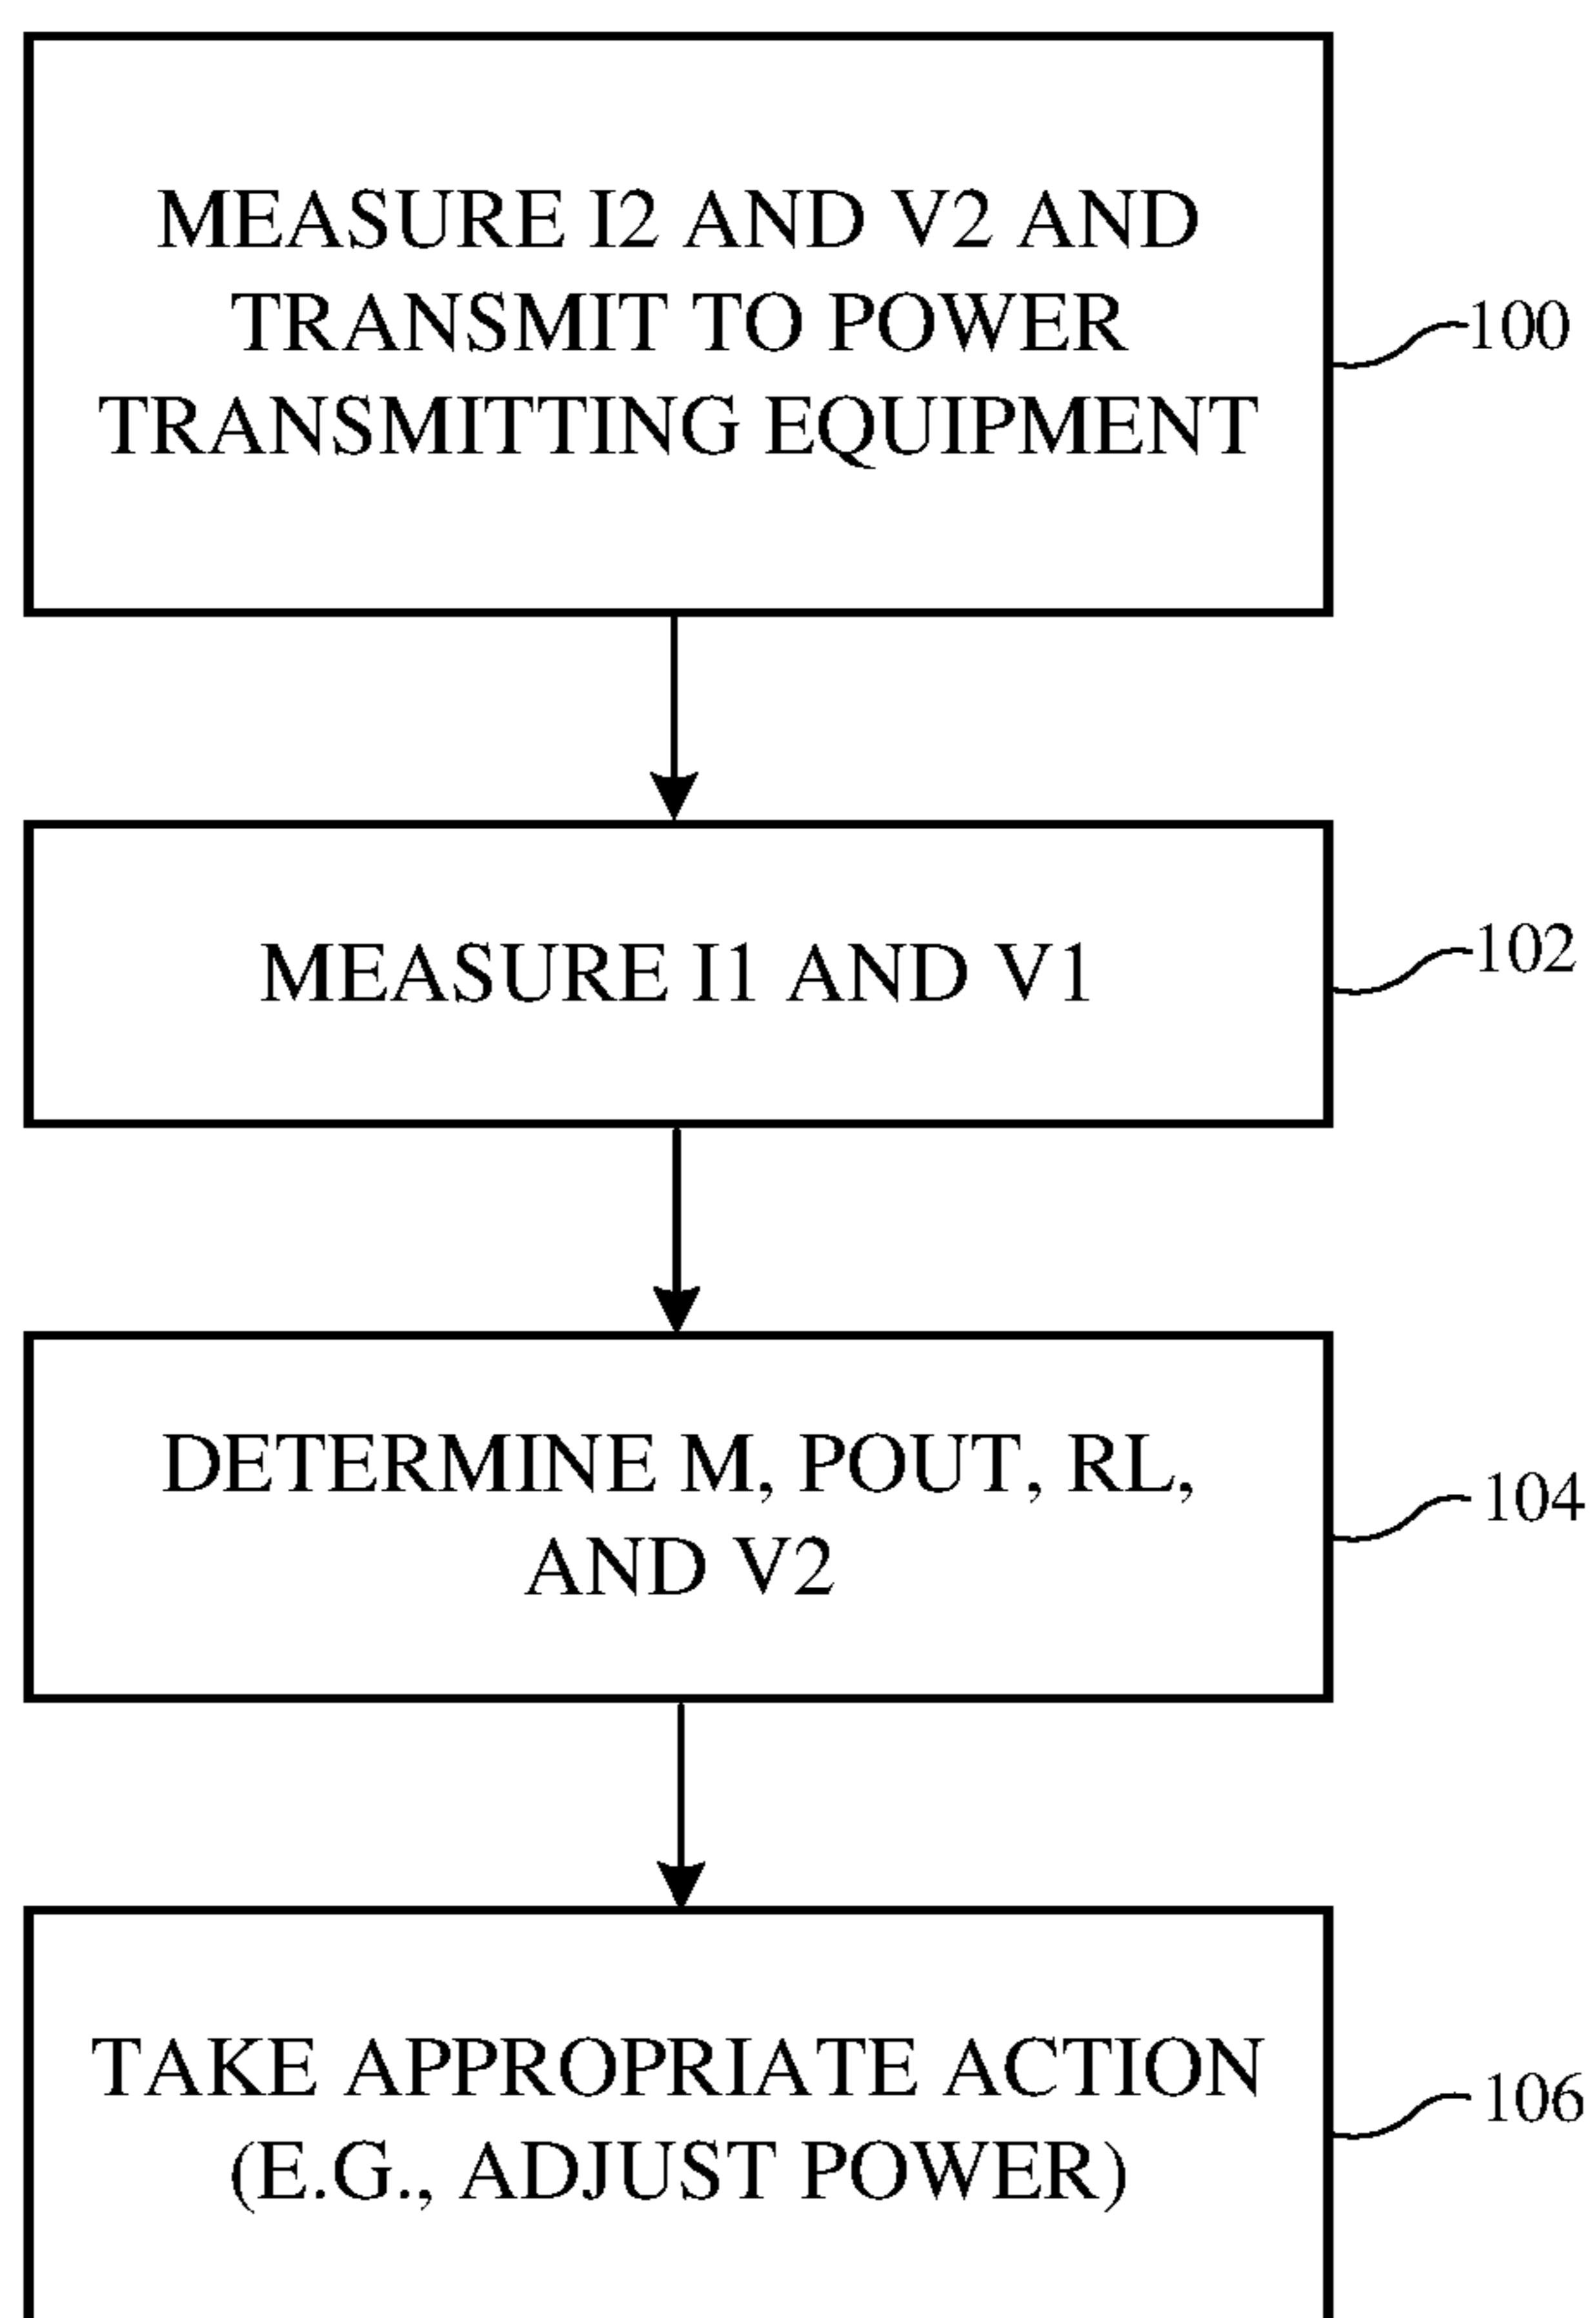 MEASURE I2 AND V2 AND
TRANSMIT TO POWER
TRANSMITTING EQUIPMENT
100
MEASURE I1 AND V1
102
DETERMINE M, POUT, RL,
AND V2
104
TAKE APPROPRIATE ACTION
(E.G., ADJUST POWER)
106